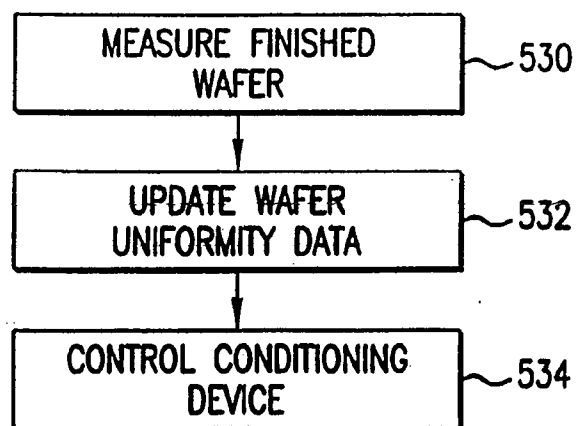 MEASURE FINISHED
WAFER
530
UPDATE WAFER
UNIFORMITY DATA
532
CONTROL CONDITIONING
DEVICE
534